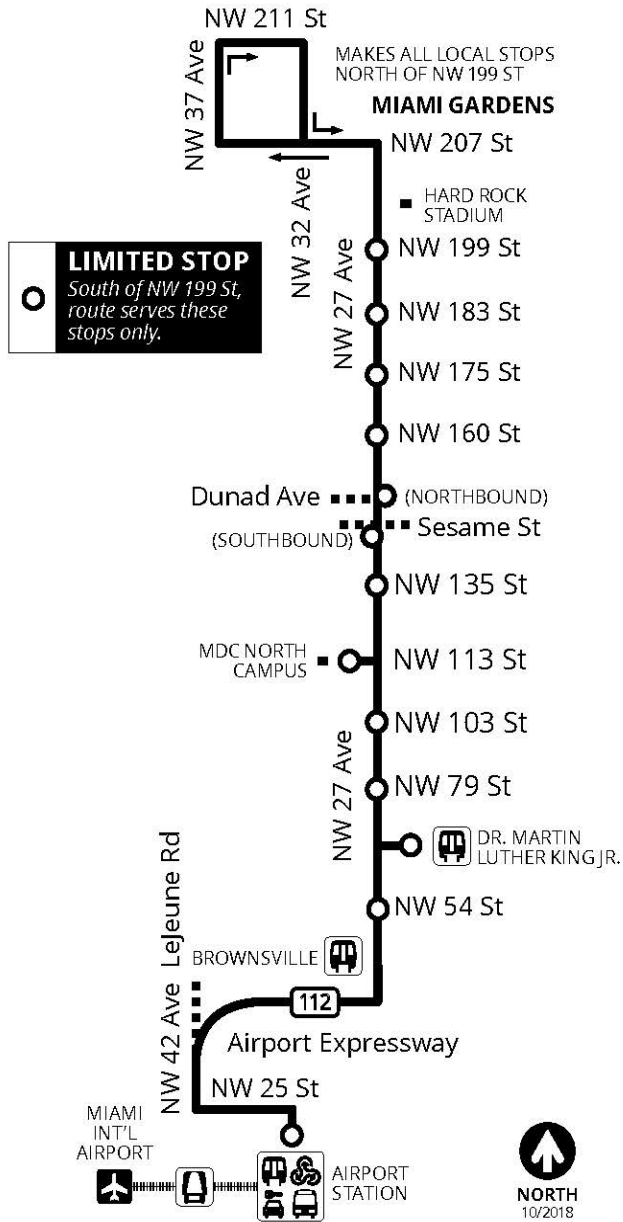 NW 211 St
NW 37 Ave
MAKES ALL LOCAL STOPS
NORTH OF NW 199 ST
MIAMI GARDENS
NW 207 St
NW 32 Ave
HARD ROCK
STADIUM
NW 199 St
LIMITED STOP
South of NW 199 St,
route serves these
stops only.
NW 27 Ave
NW 183 St
NW 175 St
NW 160 St
Dunad Ave
(NORTHBOUND)
Sesame St
(SOUTHBOUND)
NW 135 St
MDC NORTH
CAMPUS
NW 113 St
NW 103 St
NW 27 Ave
NW 79 St
DR. MARTIN
LUTHER KING JR.
NW 54 St
NW 42 Ave LeJeune Rd
BROWNSVILLE
112
Airport Expressway
NW 25 St
MIAMI
INT'L
AIRPORT
AIRPORT
STATION
NORTH
10/2018